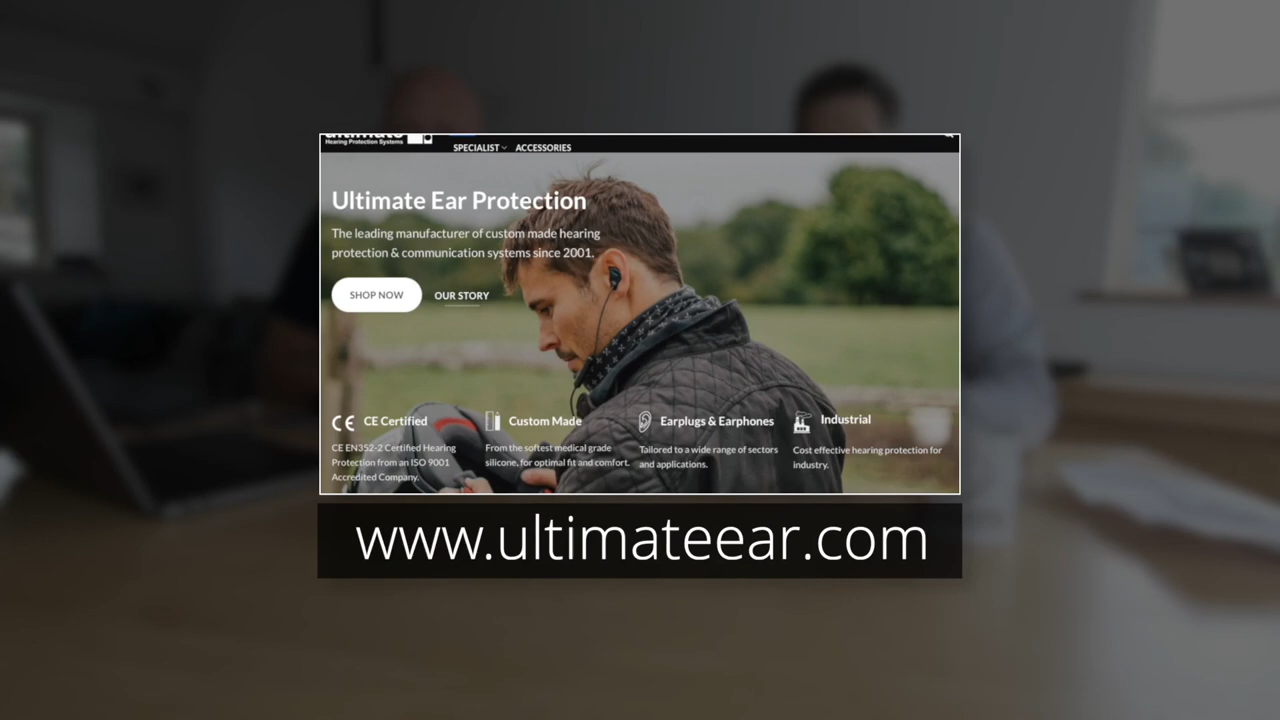 Hearing Protection Systems
SPECIALIST ACCESSORIES
Ultimate Ear Protection
The leading manufacturer of custom made hearing
protection & communication systems since 2001.
SHOP NOW OUR STORY
CE CE Certified
CE EN352-2 Certified Hearing
Protection from an ISO 9001
Accredited Company.
Custom Made
From the softest medical grade
silicone, for optimal fit and comfort.
Earplugs & Earphones
Tailored to a wide range of sectors
and applications.
Industrial
Cost effective hearing protection for
industry.
www.ultimateear.com